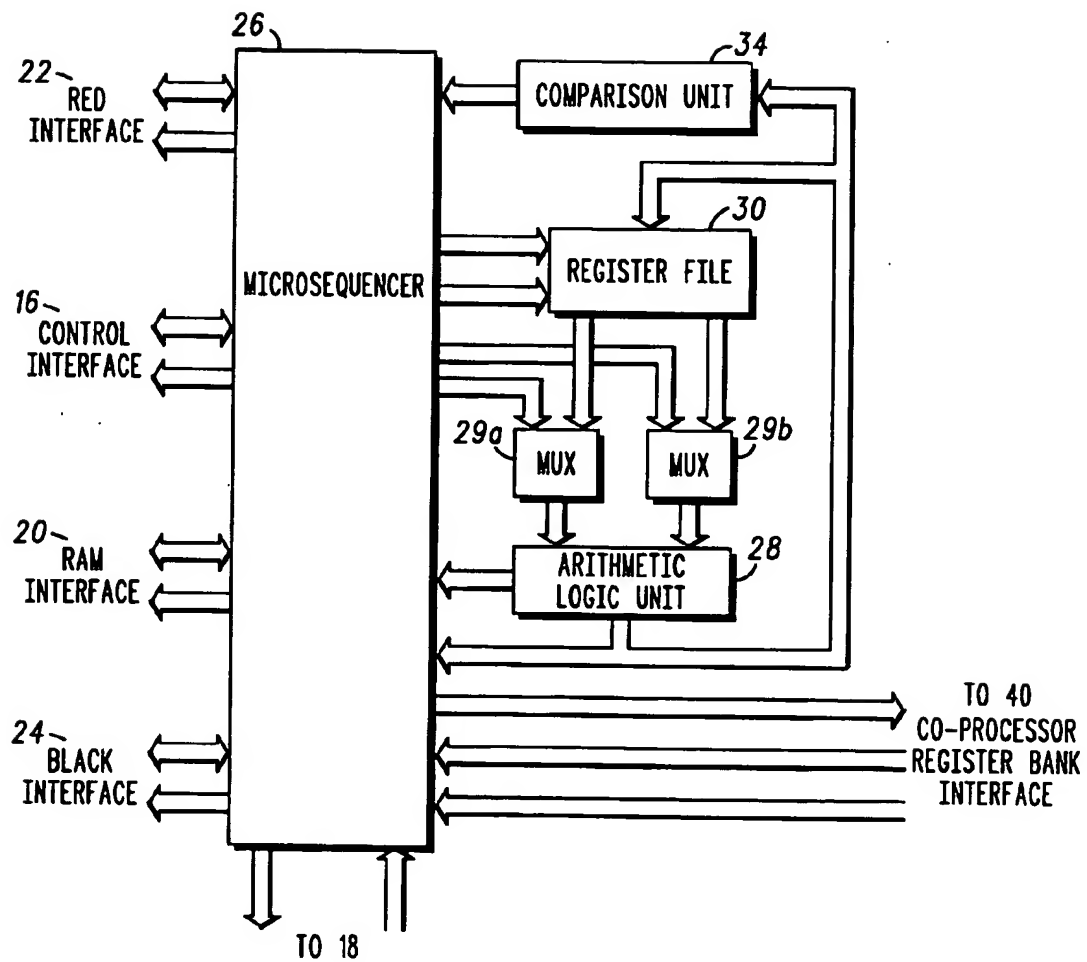 26
22
RED
INTERFACE
34
COMPARISON UNIT
30
REGISTER FILE
MICROSEQUENCER
16
CONTROL
INTERFACE
29a
MUX
29b
MUX
20
RAM
INTERFACE
28
ARITHMETIC
LOGIC UNIT
24
BLACK
INTERFACE
TO 40
CO-PROCESSOR
REGISTER BANK
INTERFACE
TO 18